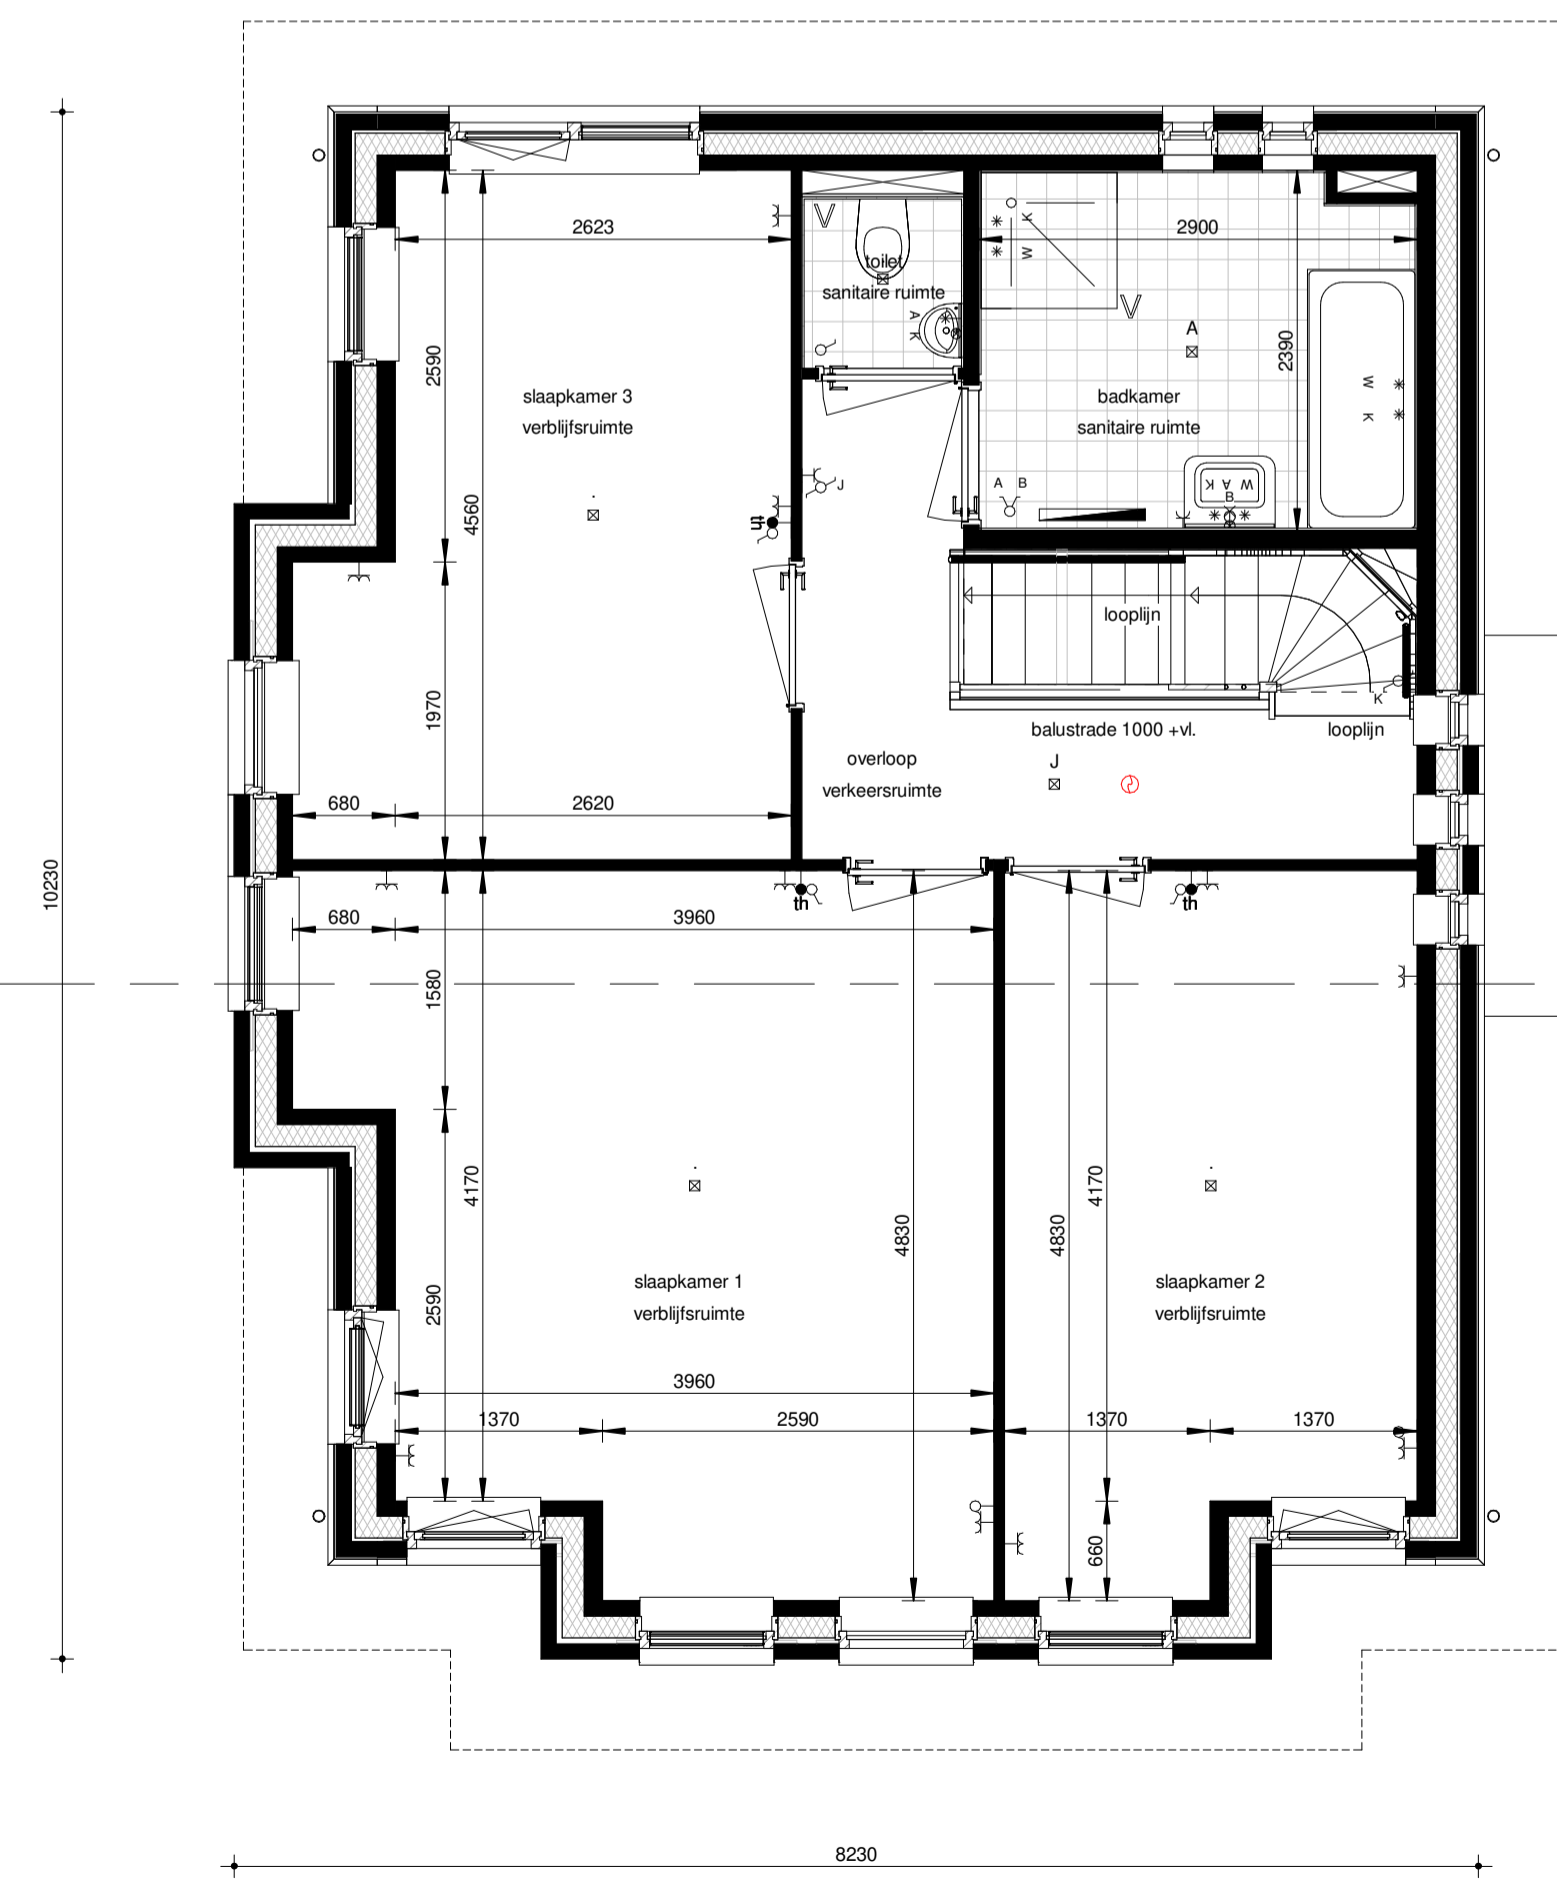 2623
2900
toilet
sanitaire ruimte
V
K
W
V
A
K
A
2590
2390
slaapkamer 3
verblijfsruimte
badkamer
sanitaire ruimte
W
K
4560
J
A B
W A K
B
th
looplijn
K
1970
balustrade 1000 +vl.
looplijn
overloop
verkeersruimte
J
680
2620
10230
th
th
680
3960
1580
4170
4830
4830
4170
slaapkamer 1
verblijfsruimte
slaapkamer 2
verblijfsruimte
2590
3960
1370
2590
1370
1370
660
8230